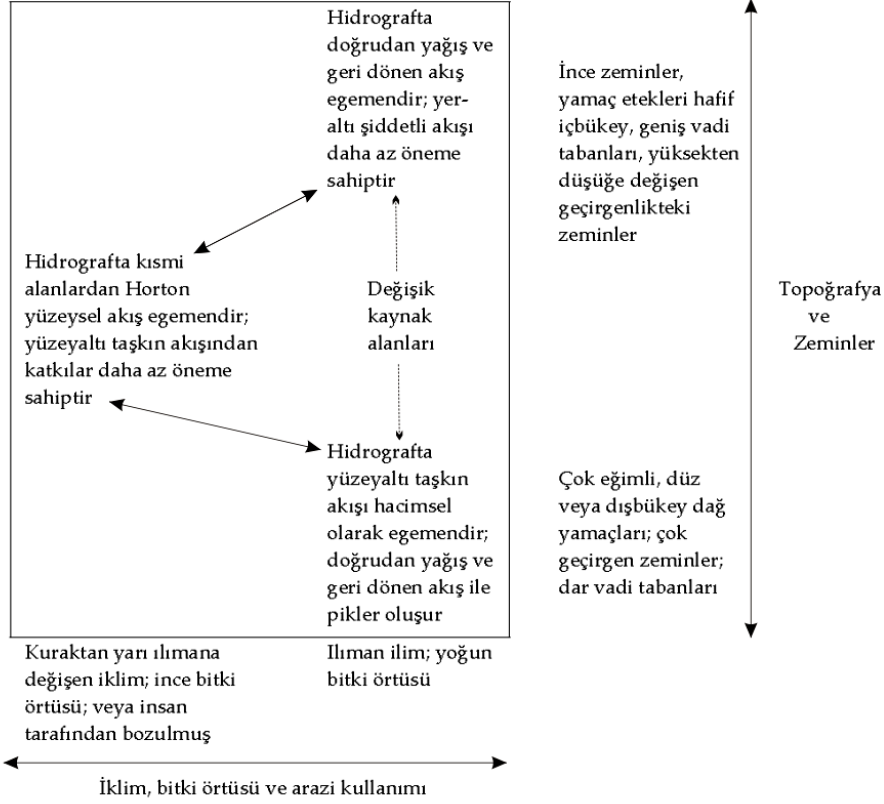 Hidrografta
doğrudan yağış ve
geri dönen akış
egemendir; yer-
altı şiddetli akışı
daha az öneme
sahiptir
İnce zeminler,
yamaç etekleri hafif
içbükey, geniş vadi
tabanları, yüksekten
düşüğe değişen
geçirgenlikteki
zeminler
Hidrografta kısmi
alanlardan Horton
yüzeysel akış egemendir;
yüzeyaltı taşkın akışından
katkılar daha az öneme
sahiptir
Değişik
kaynak
alanları
Topoğrafya
ve
Zeminler
Hidrografta
yüzeyaltı taşkın
akışı hacimsel
olarak egemendir;
doğrudan yağış ve
geri dönen akış ile
pikler oluşur
Çok eğimli, düz
veya dışbükey dağ
yamaçları; çok
geçirgen zeminler;
dar vadi tabanları
Kuraktan yarı ılımana
değişen iklim; ince bitki
örtüsü; veya insan
tarafından bozulmuş
Ilıman ilim; yoğun
bitki örtüsü
İklim, bitki örtüsü ve arazi kullanımı